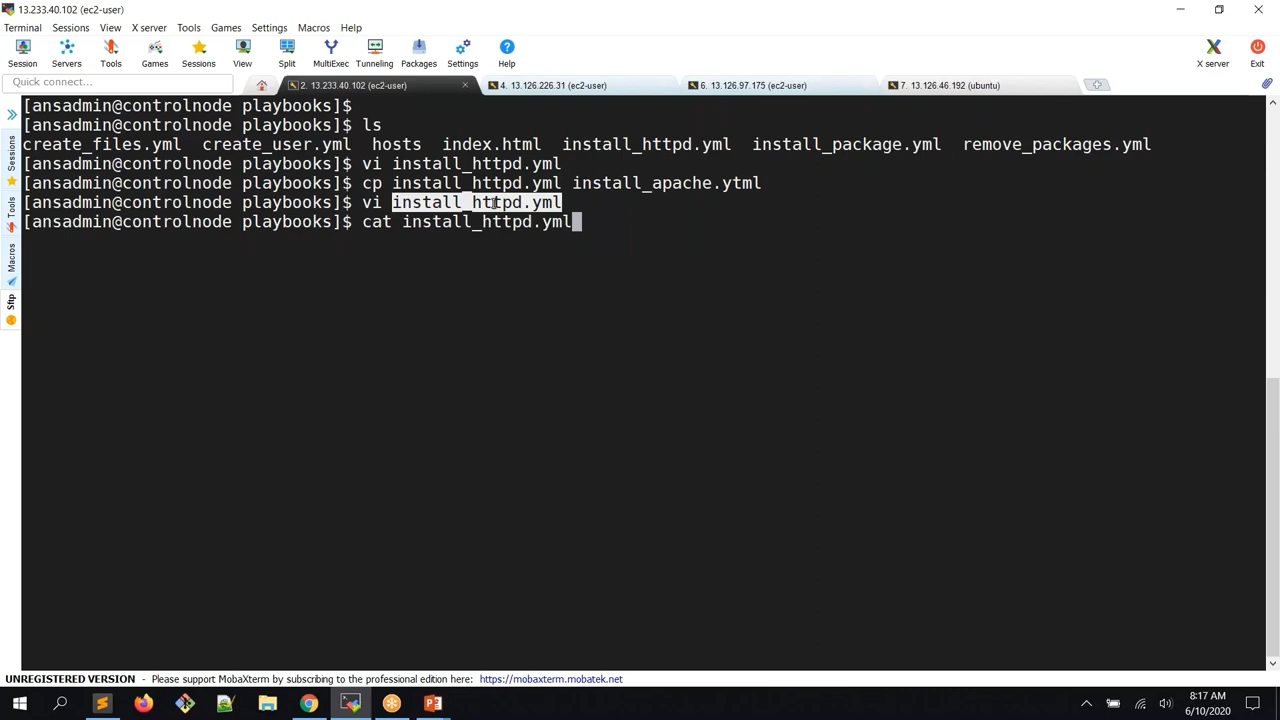 13.233.40.102 (ec2-user)
Terminal Sessions View X server Tools Games Settings Macros Help
Session Servers Tools Games Sessions View Split MultiExec Tunneling Packages Settings Help X server Exit
Quick connect...
2. 13.233.40.102 (ec2-user)
4. 13.126.226.31 (ec2-user)
6. 13.126.97.175 (ec2-user)
7. 13.126.46.192 (ubuntu)
Sessions
Tools
Macros
Sftp
[ansadmin@controlnode playbooks]$
[ansadmin@controlnode playbooks]$ ls
create_files.yml create_user.yml hosts index.html install_httpd.yml install_package.yml remove_packages.yml
[ansadmin@controlnode playbooks]$ vi install_httpd.yml
[ansadmin@controlnode playbooks]$ cp install_httpd.yml install_apache.ytml
[ansadmin@controlnode playbooks]$ vi install_httpd.yml
[ansadmin@controlnode playbooks]$ cat install_httpd.yml
UNREGISTERED VERSION - Please support MobaXterm by subscribing to the professional edition here: https://mobaxterm.mobatek.net
8:17 AM
6/10/2020